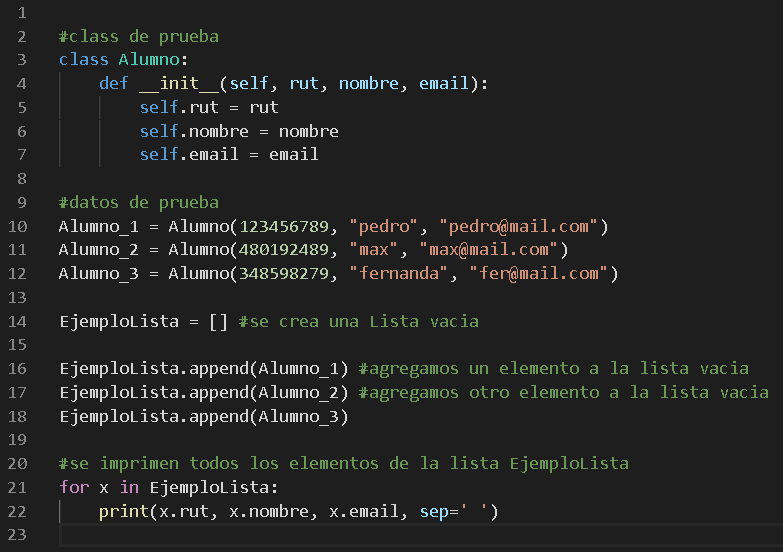 1
2 #class de prueba
3 class Alumno:
4     def __init__(self, rut, nombre, email):
5         self.rut = rut
6         self.nombre = nombre
7         self.email = email
8
9 #datos de prueba
10 Alumno_1 = Alumno(123456789, "pedro", "pedro@mail.com")
11 Alumno_2 = Alumno(480192489, "max", "max@mail.com")
12 Alumno_3 = Alumno(348598279, "fernanda", "fer@mail.com")
13
14 EjemploLista = [] #se crea una Lista vacia
15
16 EjemploLista.append(Alumno_1) #agregamos un elemento a la lista vacia
17 EjemploLista.append(Alumno_2) #agregamos otro elemento a la lista vacia
18 EjemploLista.append(Alumno_3)
19
20 #se imprimen todos los elementos de la lista EjemploLista
21 for x in EjemploLista:
22     print(x.rut, x.nombre, x.email, sep=' ')
23